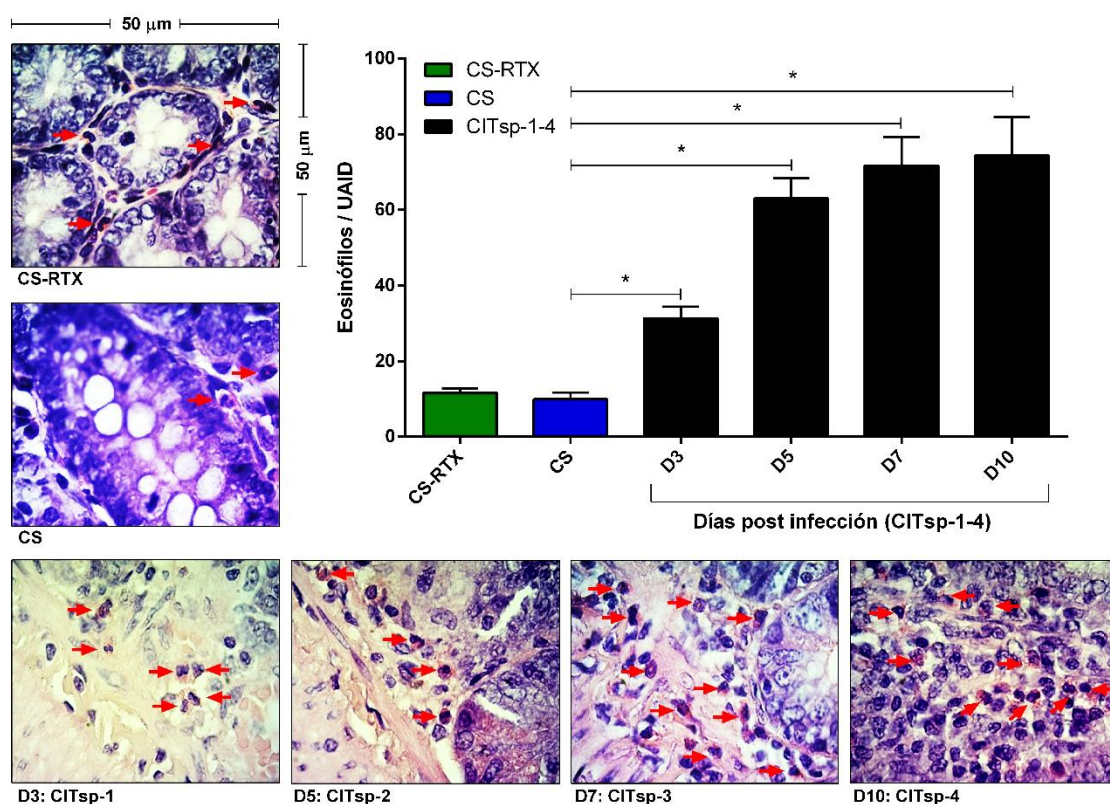 50 µm
50 µm
CS-RTX
CS
Eosinófilos / UAID
100
80
60
40
20
0
CS-RTX
CS
CITsp-1-4
*
*
*
*
CS-RTX
CS
D3
D5
D7
D10
Días post infección (CITsp-1-4)
D3: CITsp-1
D5: CITsp-2
D7: CITsp-3
D10: CITsp-4